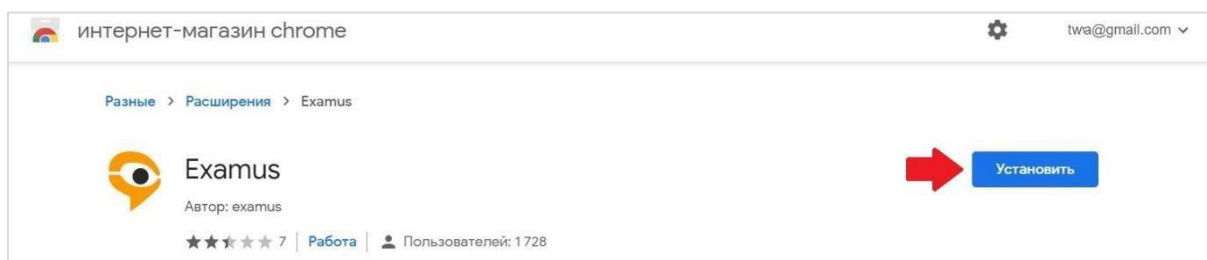 интернет-магазин chrome
twa@gmail.com
Разные > Расширения > Examus
Examus
Установить
Автор: examus
7 | Работа | Пользователей: 1 728